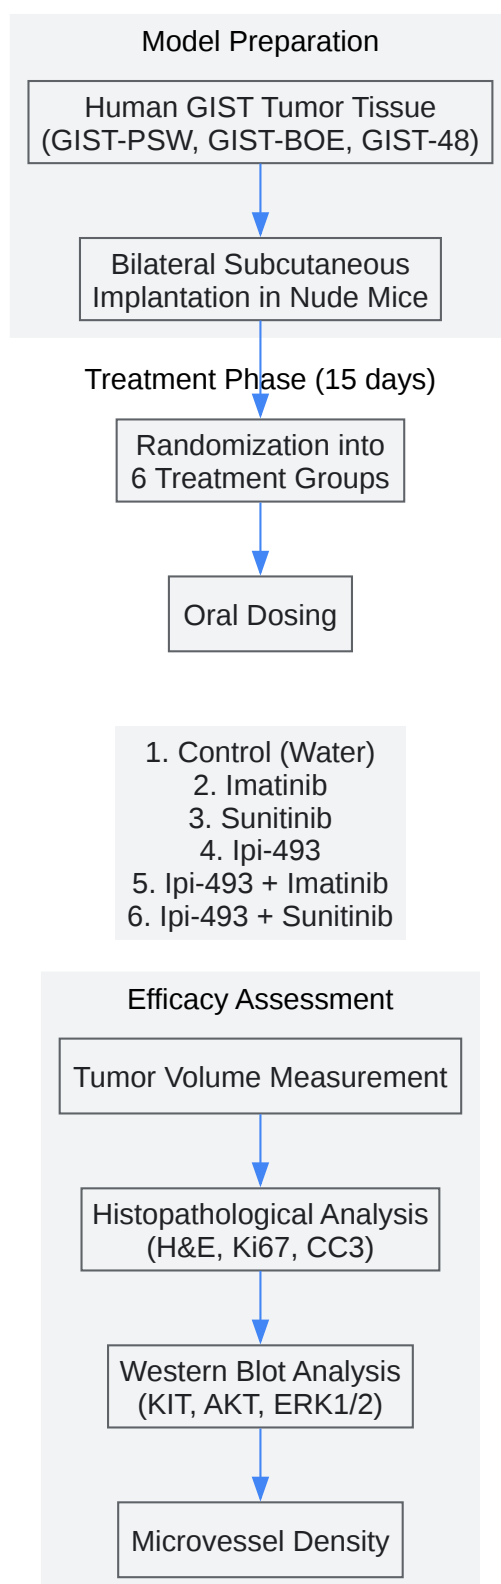 Model Preparation
Human GIST Tumor Tissue
(GIST-PSW, GIST-BOE, GIST-48)
Bilateral Subcutaneous
Implantation in Nude Mice
Treatment Phase (15 days)
Randomization into
6 Treatment Groups
Oral Dosing
1. Control (Water)
2. Imatinib
3. Sunitinib
4. Ipi-493
5. Ipi-493 + Imatinib
6. Ipi-493 + Sunitinib
Efficacy Assessment
Tumor Volume Measurement
Histopathological Analysis
(H&E, Ki67, CC3)
Western Blot Analysis
(KIT, AKT, ERK1/2)
Microvessel Density